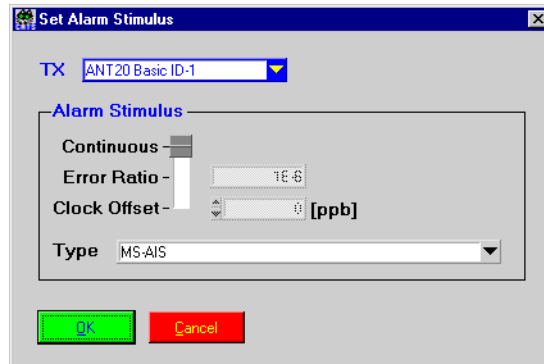 Set Alarm Stimulus
TX ANT20 Basic ID-1
Alarm Stimulus
Continuous
Error Ratio 1E-6
Clock Offset 0 [ppb]
Type MS-AIS
OK Cancel